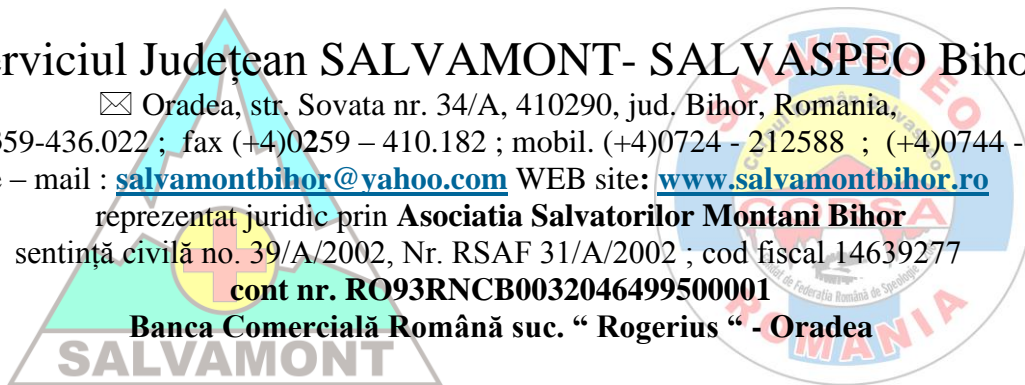 erviciul Județean SALVAMONT- SALVASPEO Biho
✉ Oradea, str. Sovata nr. 34/A, 410290, jud. Bihor, Romania,
359-436.022 ; fax (+4)0259 – 410.182 ; mobil. (+4)0724 - 212588 ; (+4)0744 -
e – mail : salvamontbihor@yahoo.com WEB site: www.salvamontbihor.ro
reprezentat juridic prin Asociatia Salvatorilor Montani Bihor
sentință civilă no. 39/A/2002, Nr. RSAF 31/A/2002 ; cod fiscal 14639277
cont nr. RO93RNCB0032046499500001
Banca Comercială Română suc. “ Rogerius “ - Oradea
SALVAMONT
SALVASPEO
ROMANIA